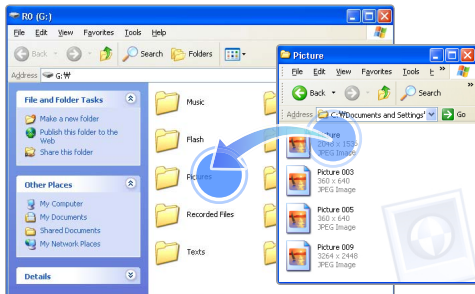 R0 (G:)
File Edit View Favorites Tools Help
Back Search Folders
Address G:₩
File and Folder Tasks
Make a new folder
Publish this folder to the
Web
Share this folder
Other Places
My Computer
My Documents
Shared Documents
My Network Places
Details
Music
Flash
Pictures
Recorded Files
Texts
Picture
File Edit View Favorites Tools »
Back Search »
Address C:₩Documents and Settings' Go
Picture
2048 x 1536
JPEG Image
Picture 003
360 x 640
JPEG Image
Picture 005
360 x 640
JPEG Image
Picture 009
3264 x 2448
JPEG Image